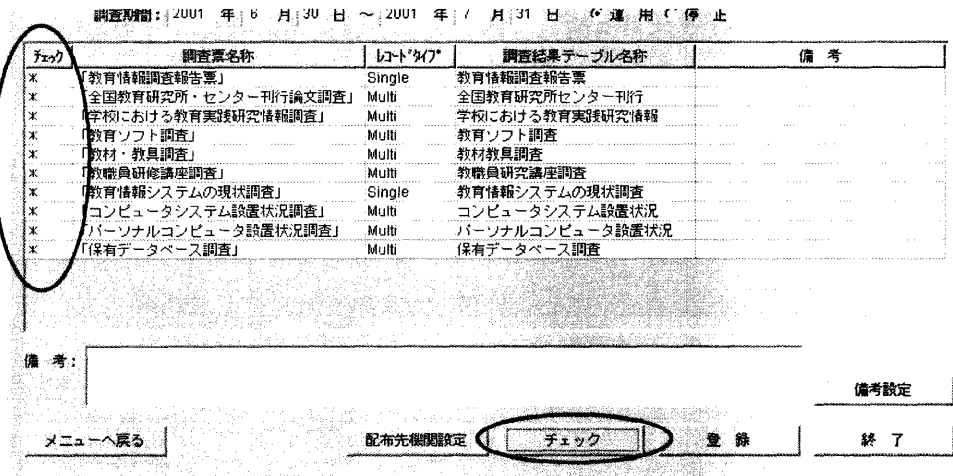 調査期間: 2001 年 6 月 30 日 ～ 2001 年 7 月 31 日 運 用 停 止
チェック 調査票名称 ﾚｺｰﾄﾞﾀｲﾌﾟ 調査結果テーブル名称 備 考
* 「教育情報調査報告票」 Single 教育情報調査報告票
* 「全国教育研究所・センター刊行論文調査」 Multi 全国教育研究所センター刊行
* 「学校における教育実践研究情報調査」 Multi 学校における教育実践研究情報
* 「教育ソフト調査」 Multi 教育ソフト調査
* 「教材・教具調査」 Multi 教材教具調査
* 「教職員研修講座調査」 Multi 教職員研究講座調査
* 「教育情報システムの現状調査」 Single 教育情報システムの現状調査
* 「コンピュータシステム設置状況調査」 Multi コンピュータシステム設置状況
* 「パーソナルコンピュータ設置状況調査」 Multi パーソナルコンピュータ設置状況
* 「保有データベース調査」 Multi 保有データベース調査
備 考:
備考設定
メニューへ戻る 配布先機関設定 チェック 登 録 終 了